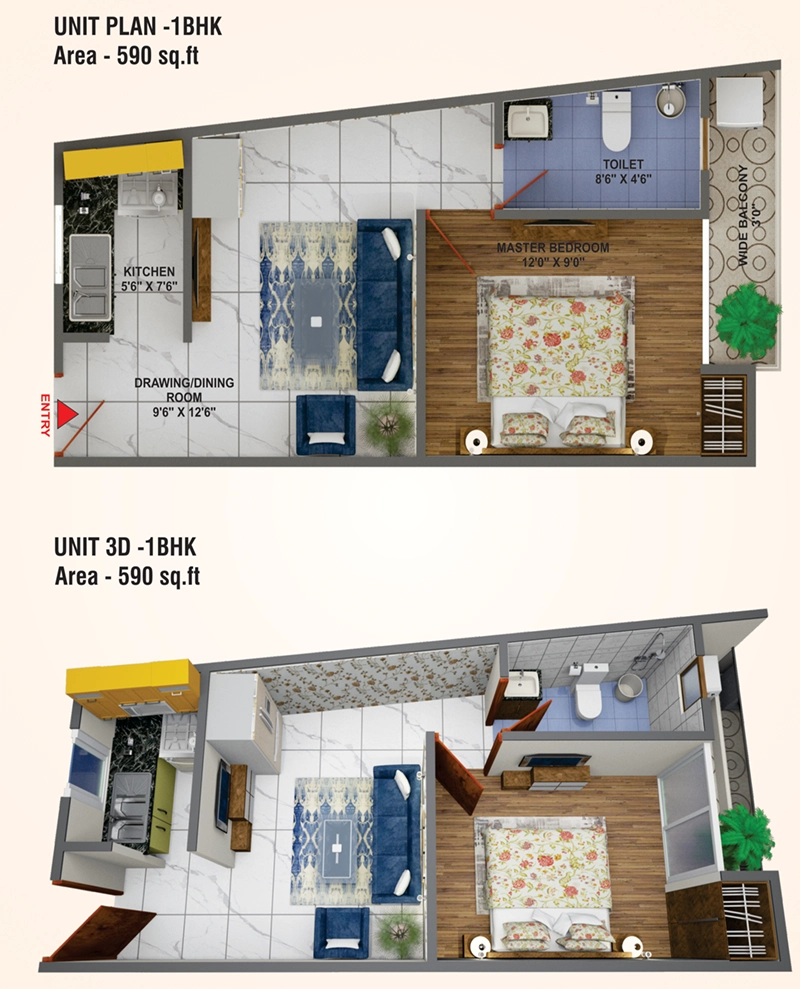 UNIT PLAN -1BHK
Area - 590 sq.ft
TOILET
8'6" X 4'6"
WIDE BALCONY
3'0"
MASTER BEDROOM
12'0" X 9'0"
KITCHEN
5'6" X 7'6"
DRAWING/DINING
ROOM
9'6" X 12'6"
ENTRY
UNIT 3D -1BHK
Area - 590 sq.ft